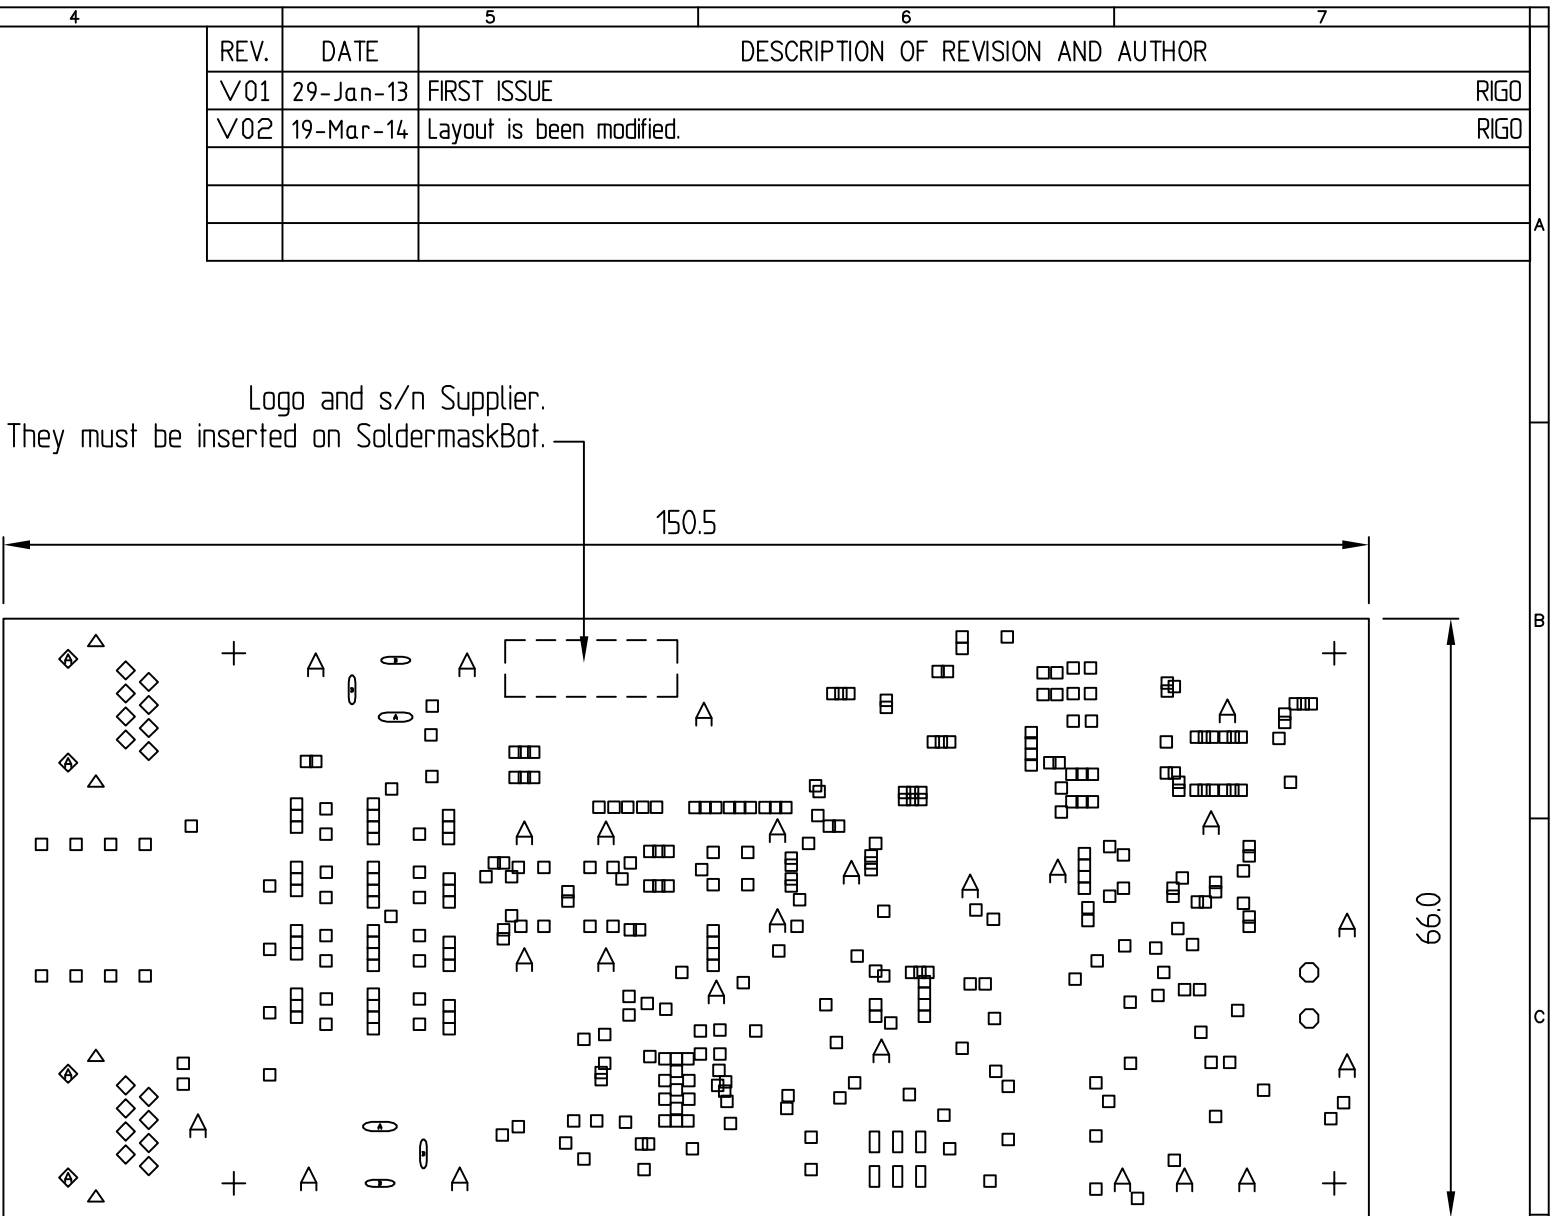 4 5 6 7
REV. DATE DESCRIPTION OF REVISION AND AUTHOR
V01 29-Jan-13 FIRST ISSUE RIGO
V02 19-Mar-14 Layout is been modified. RIGO
A
Logo and s/n Supplier.
They must be inserted on SoldermaskBot.
150.5
B
66.0
C